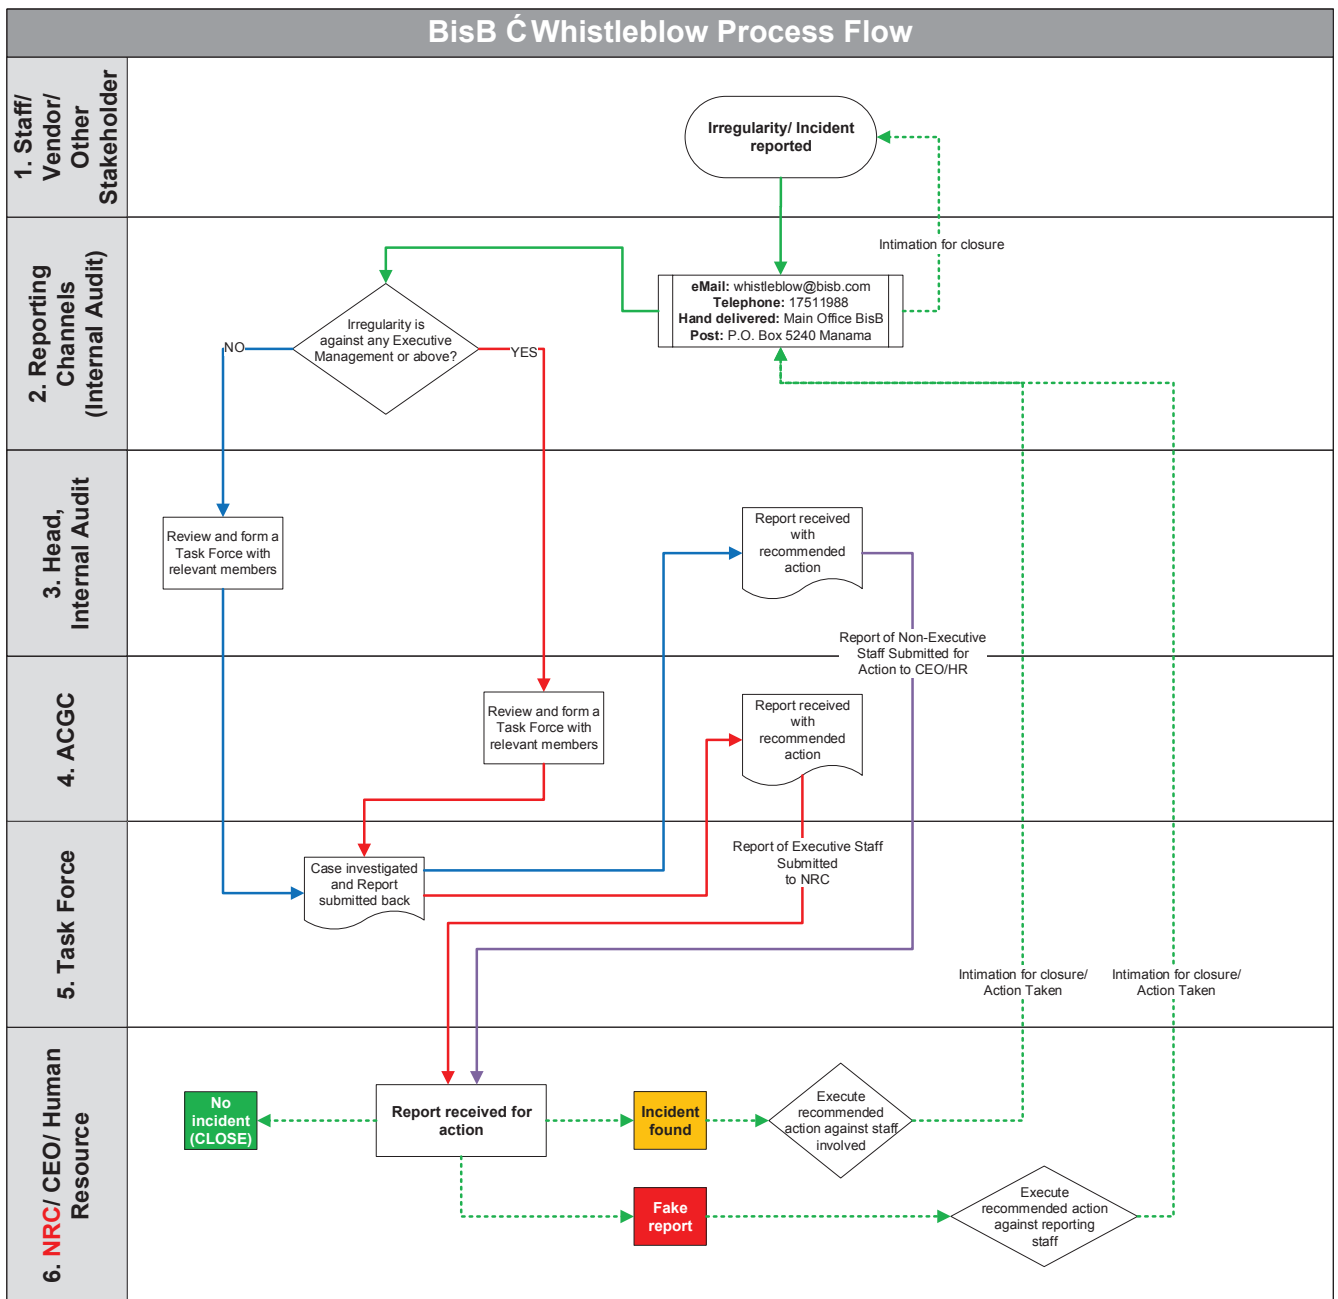 BisB Ć Whistleblow Process Flow
1. Staff/
Vendor/
Other
Stakeholder
Irregularity/ Incident
reported
Intimation for closure
2. Reporting
Channels
(Internal Audit)
eMail: whistleblow@bisb.com
Telephone: 17511988
Hand delivered: Main Office BisB
Post: P.O. Box 5240 Manama
Irregularity is
against any Executive
Management or above?
NO
YES
3. Head,
Internal Audit
Review and form a
Task Force with
relevant members
Report received
with
recommended
action
Report of Non-Executive
Staff Submitted for
Action to CEO/HR
4. ACGC
Review and form a
Task Force with
relevant members
Report received
with
recommended
action
5. Task Force
Case investigated
and Report
submitted back
Report of Executive Staff
Submitted
to NRC
Intimation for closure/
Action Taken
Intimation for closure/
Action Taken
6. NRC/ CEO/ Human
Resource
No
incident
(CLOSE)
Report received for
action
Incident
found
Execute
recommended
action against staff
involved
Fake
report
Execute
recommended action
against reporting
staff